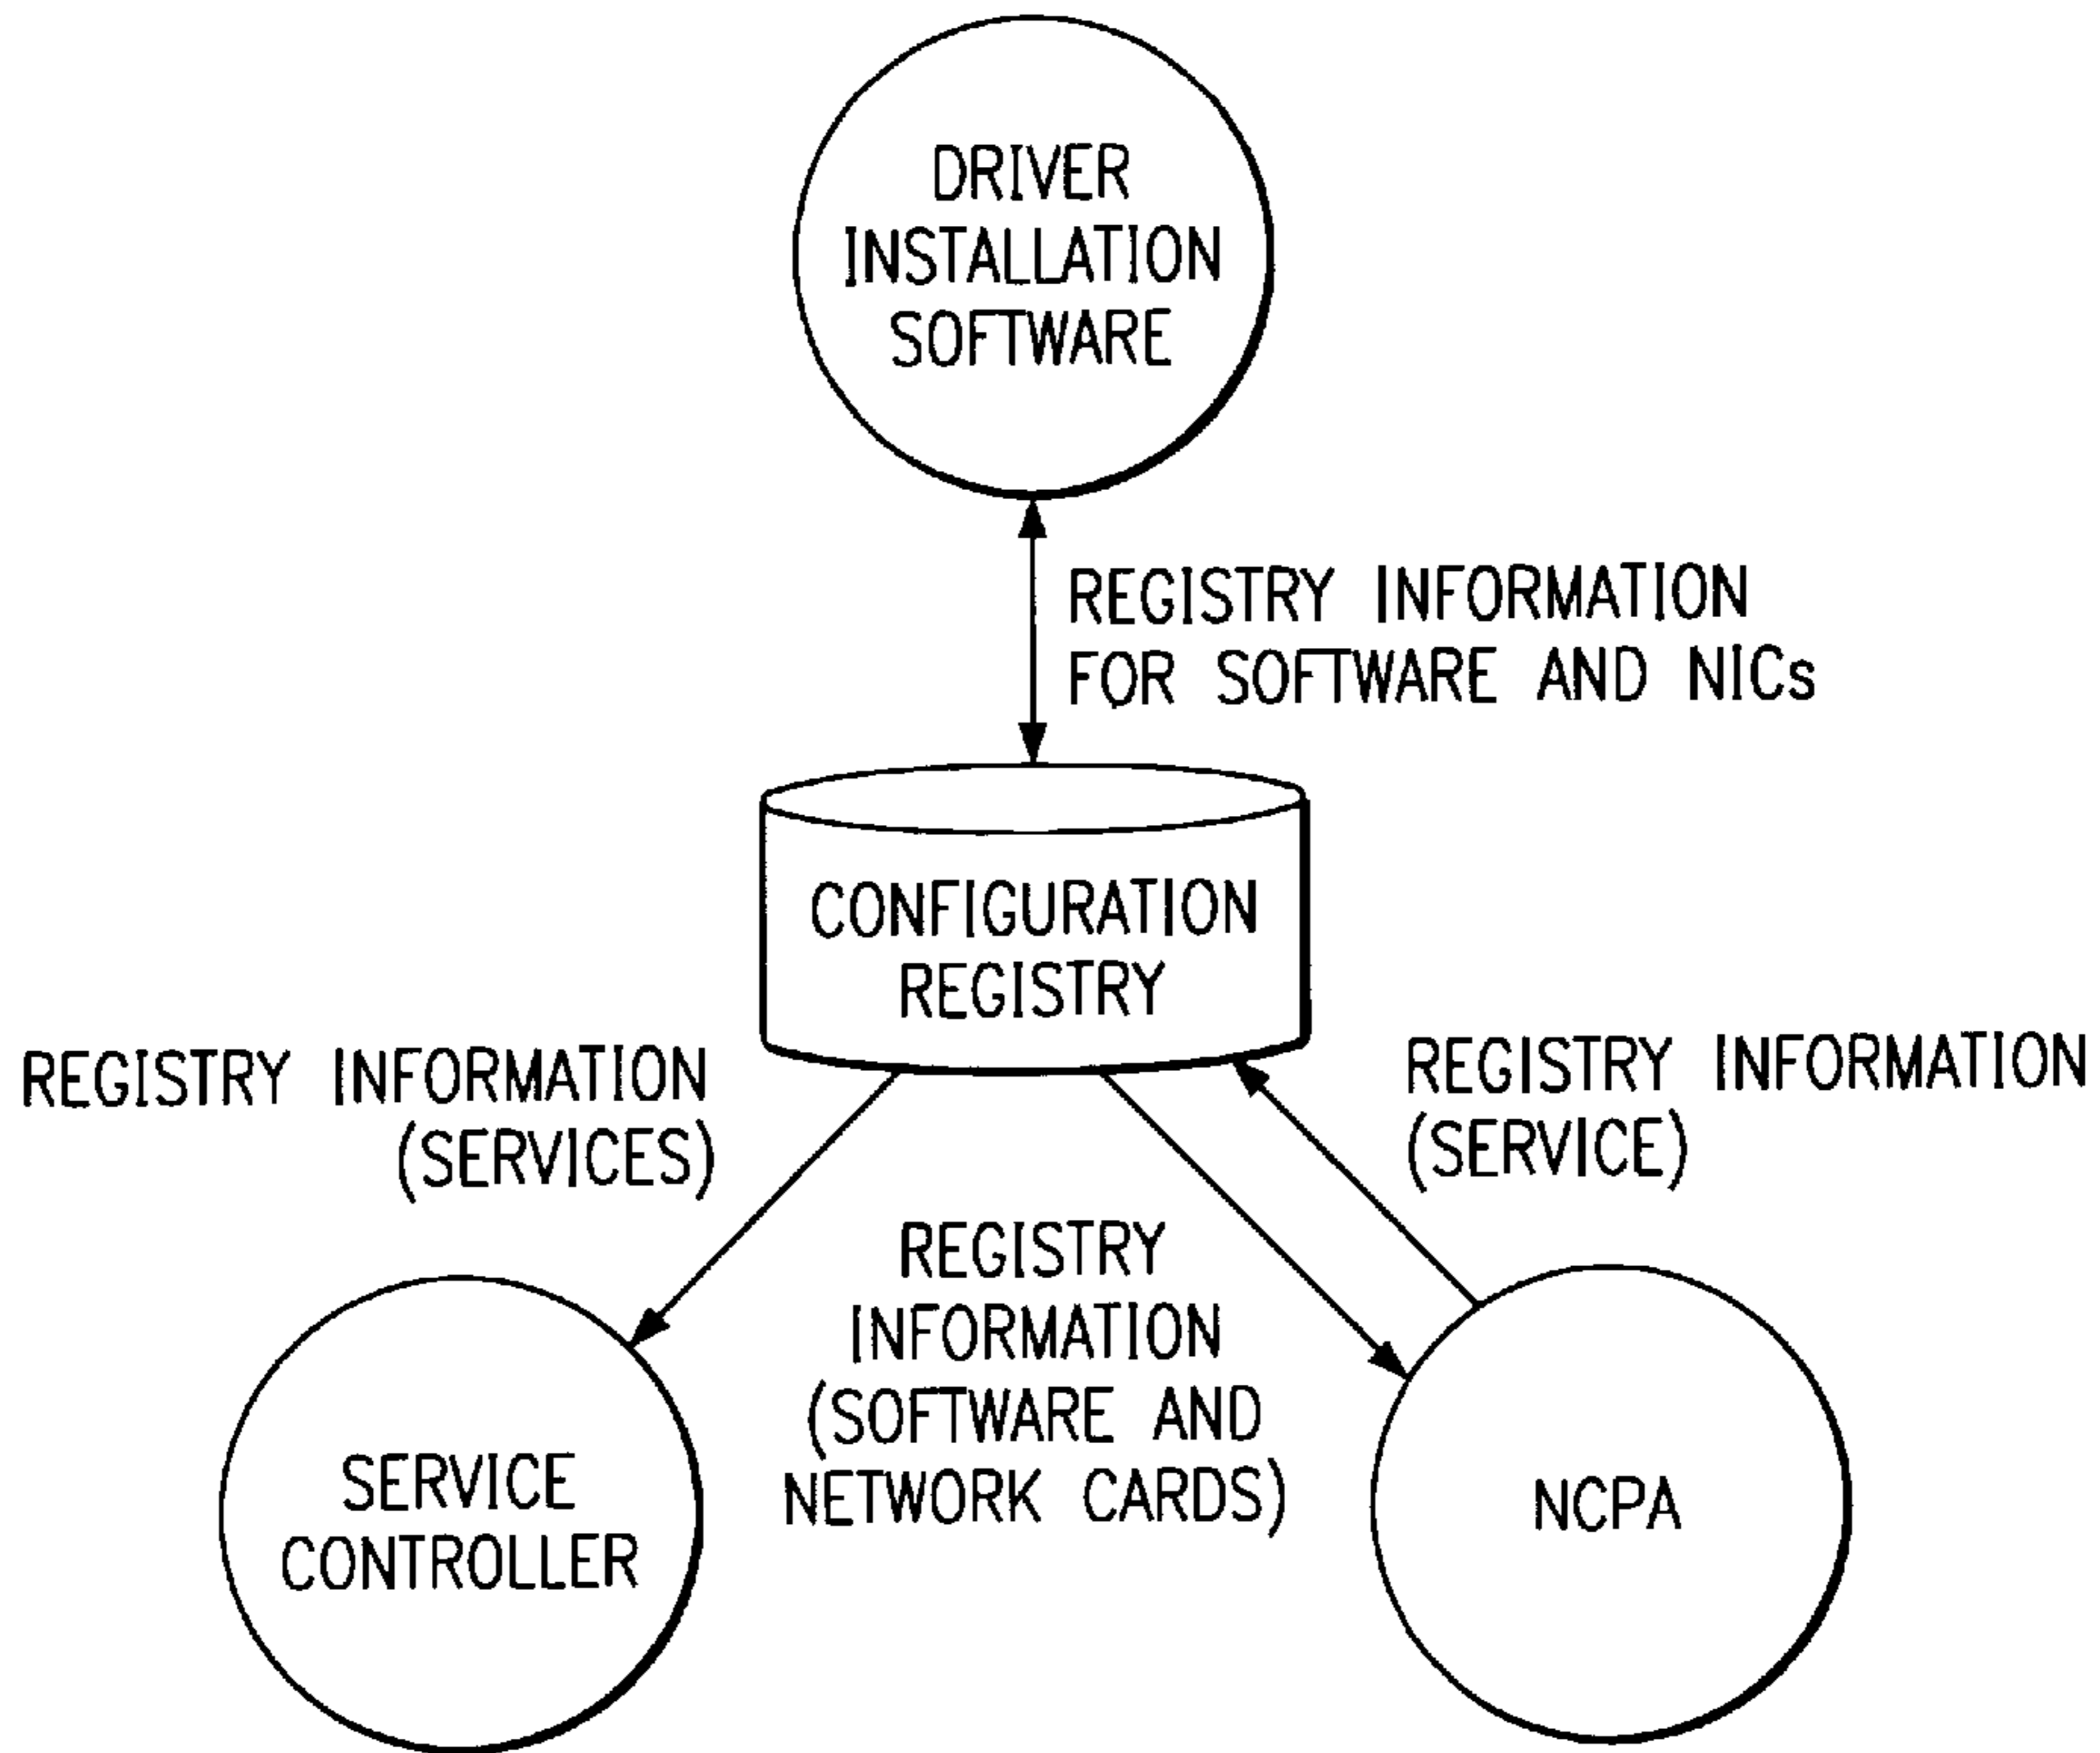 DRIVER
INSTALLATION
SOFTWARE
REGISTRY INFORMATION
FOR SOFTWARE AND NICs
CONFIGURATION
REGISTRY
REGISTRY INFORMATION
(SERVICES)
REGISTRY INFORMATION
(SERVICE)
REGISTRY
INFORMATION
(SOFTWARE AND
NETWORK CARDS)
SERVICE
CONTROLLER
NCPA